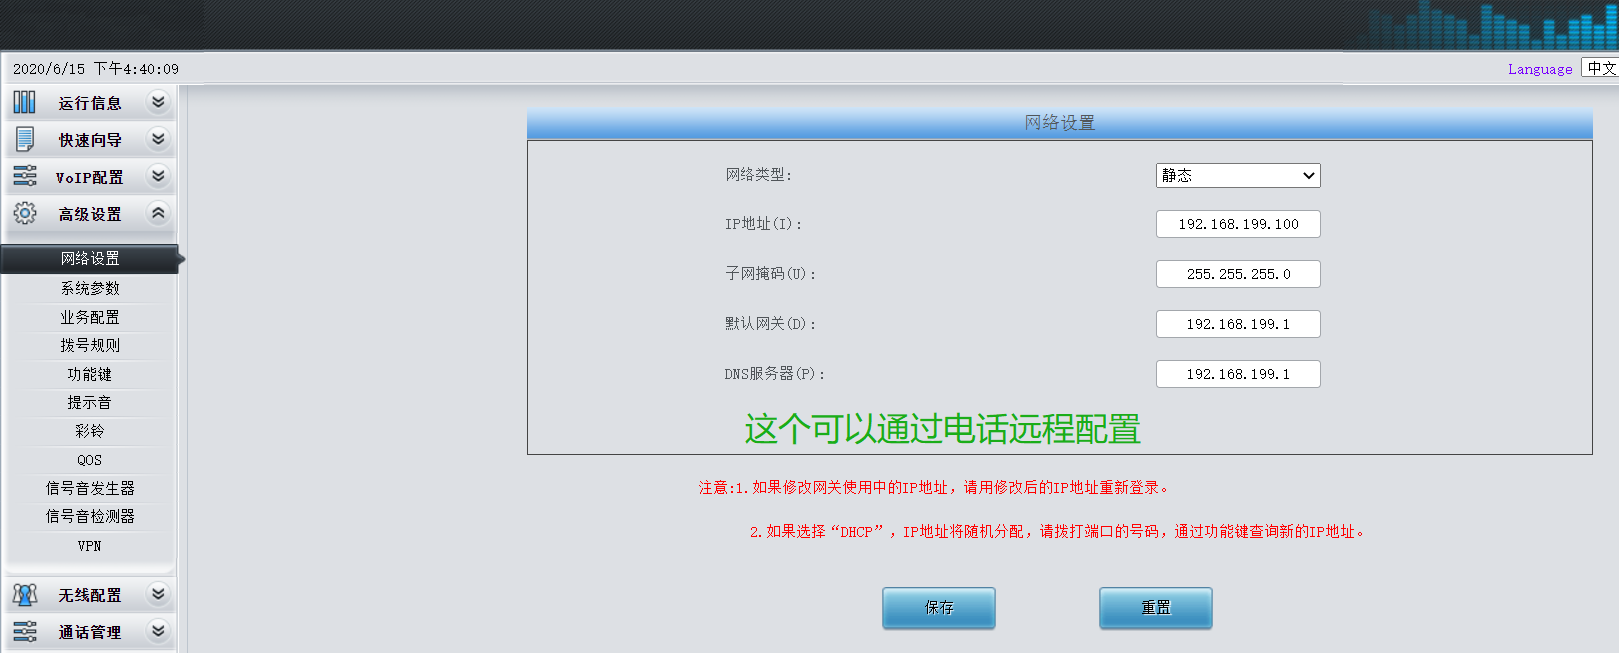 2020/6/15 下午4:40:09
Language 中文
运行信息
快速向导
VoIP配置
高级设置
网络设置
系统参数
业务配置
拨号规则
功能键
提示音
彩铃
QOS
信号音发生器
信号音检测器
VPN
无线配置
通话管理
网络设置
网络类型: 静态
IP地址(I): 192.168.199.100
子网掩码(U): 255.255.255.0
默认网关(D): 192.168.199.1
DNS服务器(P): 192.168.199.1
这个可以通过电话远程配置
注意:1.如果修改网关使用中的IP地址，请用修改后的IP地址重新登录。
2.如果选择“DHCP”，IP地址将随机分配，请拨打端口的号码，通过功能键查询新的IP地址。
保存 重置